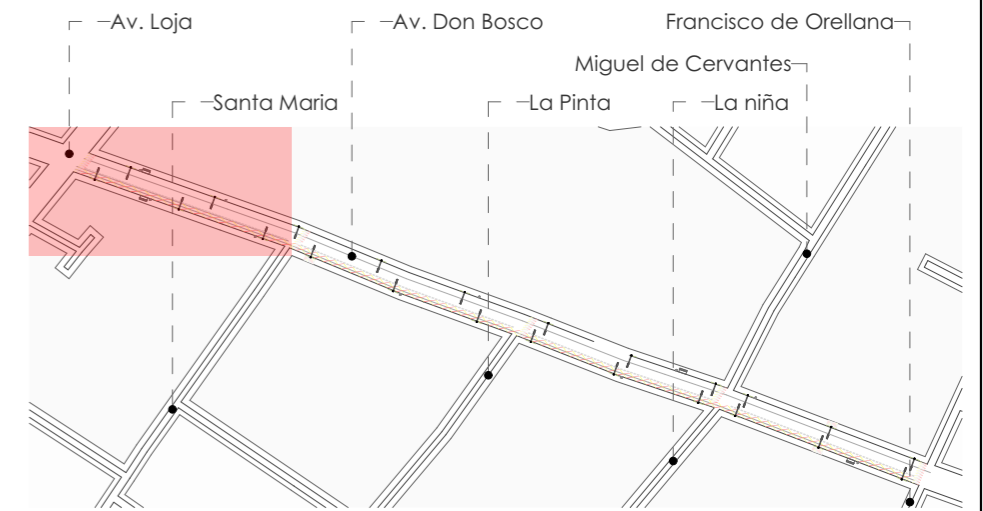 Av. Loja
Av. Don Bosco
Francisco de Orellana
Miguel de Cervantes
Santa Maria
La Pinta
La niña